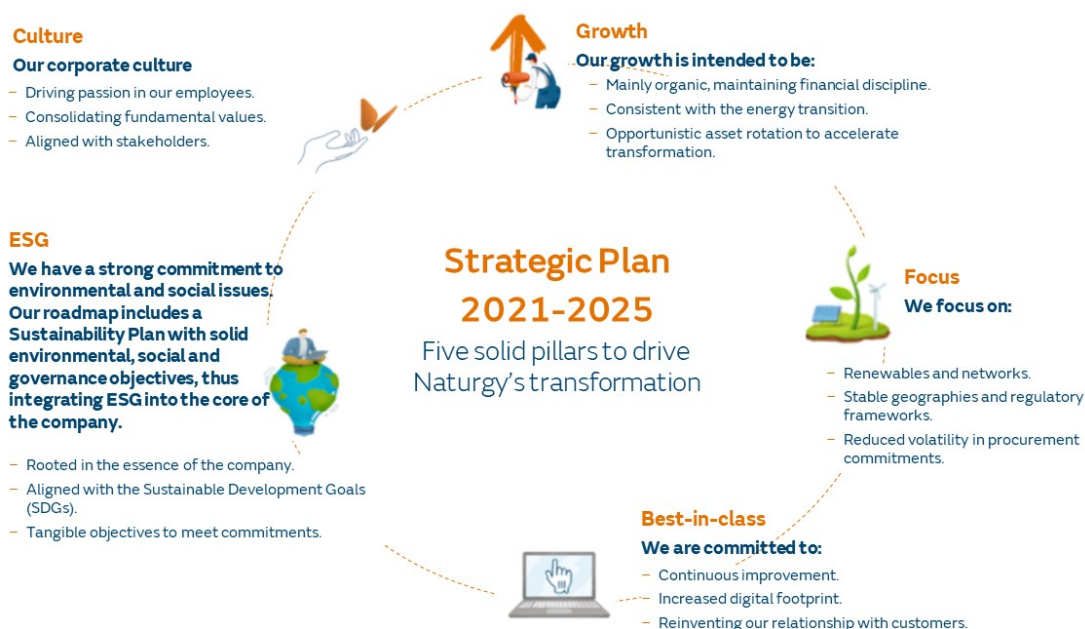 Culture
Our corporate culture
– Driving passion in our employees.
– Consolidating fundamental values.
– Aligned with stakeholders.
Growth
Our growth is intended to be:
– Mainly organic, maintaining financial discipline.
– Consistent with the energy transition.
– Opportunistic asset rotation to accelerate
transformation.
ESG
We have a strong commitment to
environmental and social issues.
Our roadmap includes a
Sustainability Plan with solid
environmental, social and
governance objectives, thus
integrating ESG into the core of
the company.
– Rooted in the essence of the company.
– Aligned with the Sustainable Development Goals
(SDGs).
– Tangible objectives to meet commitments.
Strategic Plan
2021-2025
Five solid pillars to drive
Naturgy's transformation
Focus
We focus on:
– Renewables and networks.
– Stable geographies and regulatory
frameworks.
– Reduced volatility in procurement
commitments.
Best-in-class
We are committed to:
– Continuous improvement.
– Increased digital footprint.
– Reinventing our relationship with customers.